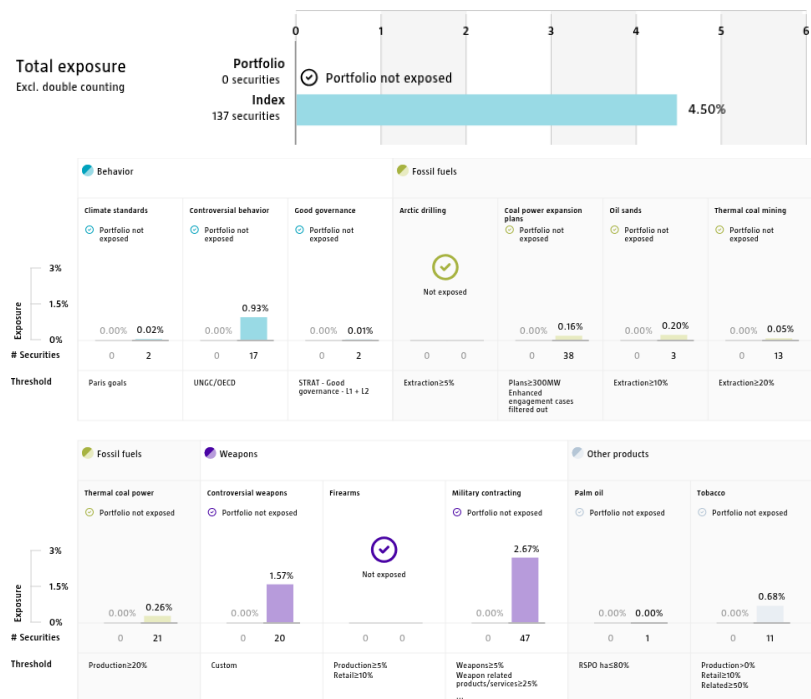 0 1 2 3 4 5 6
Total exposure
Excl. double counting
Portfolio
0 securities
Portfolio not exposed
Index
137 securities
4.50%
Behavior
Fossil fuels
Climate standards
Controversial behavior
Good governance
Arctic drilling
Coal power expansion
plans
Oil sands
Thermal coal mining
Portfolio not
exposed
Portfolio not
exposed
Portfolio not
exposed
Not exposed
Portfolio not
exposed
Portfolio not
exposed
Portfolio not
exposed
Exposure
3%
1.5%
0%
0.00% 0.02%
0.00% 0.93%
0.00% 0.01%
0.00% 0.16%
0.00% 0.20%
0.00% 0.05%
# Securities 0 2 0 17 0 2 0 0 0 38 0 3 0 13
Threshold
Paris goals
UNGC/OECD
STRAT - Good
governance - L1 + L2
Extraction≥5%
Plans≥300MW
Enhanced
engagement cases
filtered out
Extraction≥10%
Extraction≥20%
Fossil fuels
Weapons
Other products
Thermal coal power
Controversial weapons
Firearms
Military contracting
Palm oil
Tobacco
Portfolio not exposed
Portfolio not exposed
Not exposed
Portfolio not exposed
Portfolio not exposed
Portfolio not exposed
Exposure
3%
1.5%
0%
0.00% 0.26%
0.00% 1.57%
0.00% 2.67%
0.00% 0.00%
0.00% 0.68%
# Securities 0 21 0 20 0 0 0 47 0 1 0 11
Threshold
Production≥20%
Custom
Production≥5%
Retail≥10%
Weapons≥5%
Weapon related
products/services≥25%
RSPO ha≤80%
Production>0%
Retail≥10%
Related≥50%